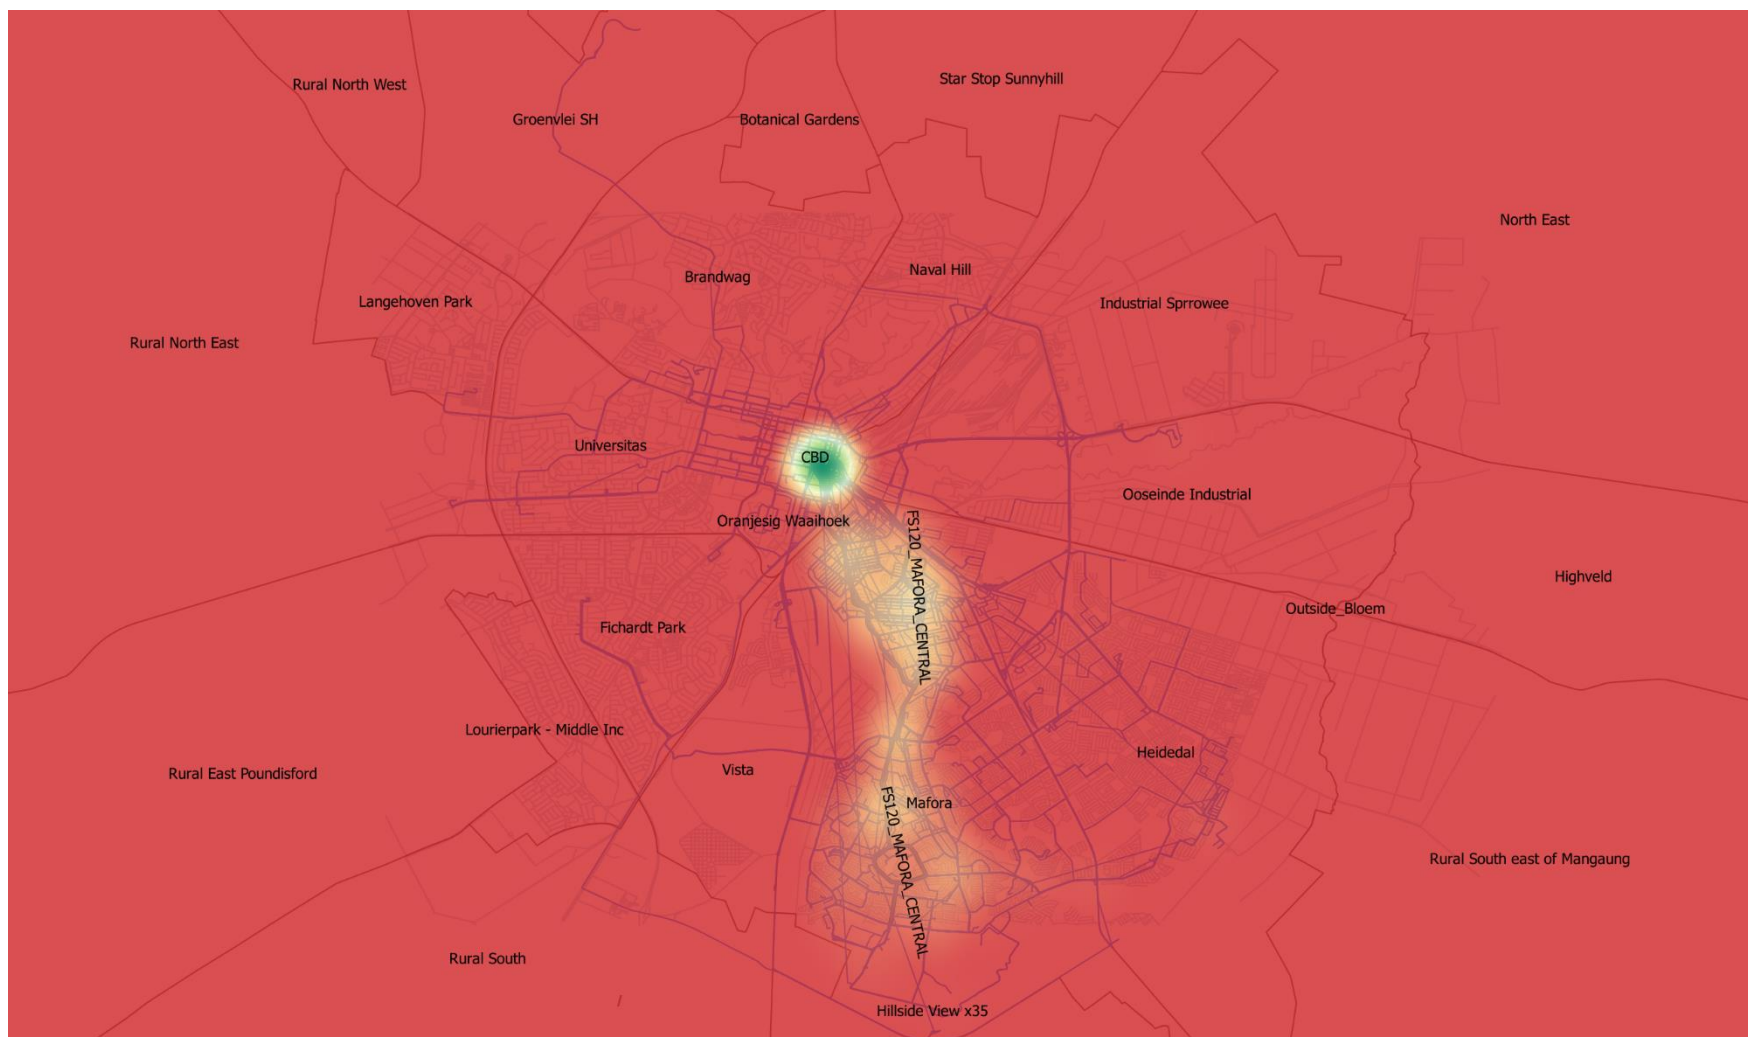 Star Stop Sunnyhill
Rural North West
Groenvlei SH
Botanical Gardens
North East
Naval Hill
Brandwag
Langehoven Park
Industrial Sprrowee
Rural North East
Universitas
CBD
Ooseinde Industrial
Oranjesig Waaihoek
FS120_MAFORA_CENTRAL
Highveld
Outside_Bloem
Fichardt Park
Lourierpark - Middle Inc
Heidedal
Vista
Rural East Poundisford
Mafora
FS120_MAFORA_CENTRAL
Rural South east of Mangaung
Rural South
Hillside View x35